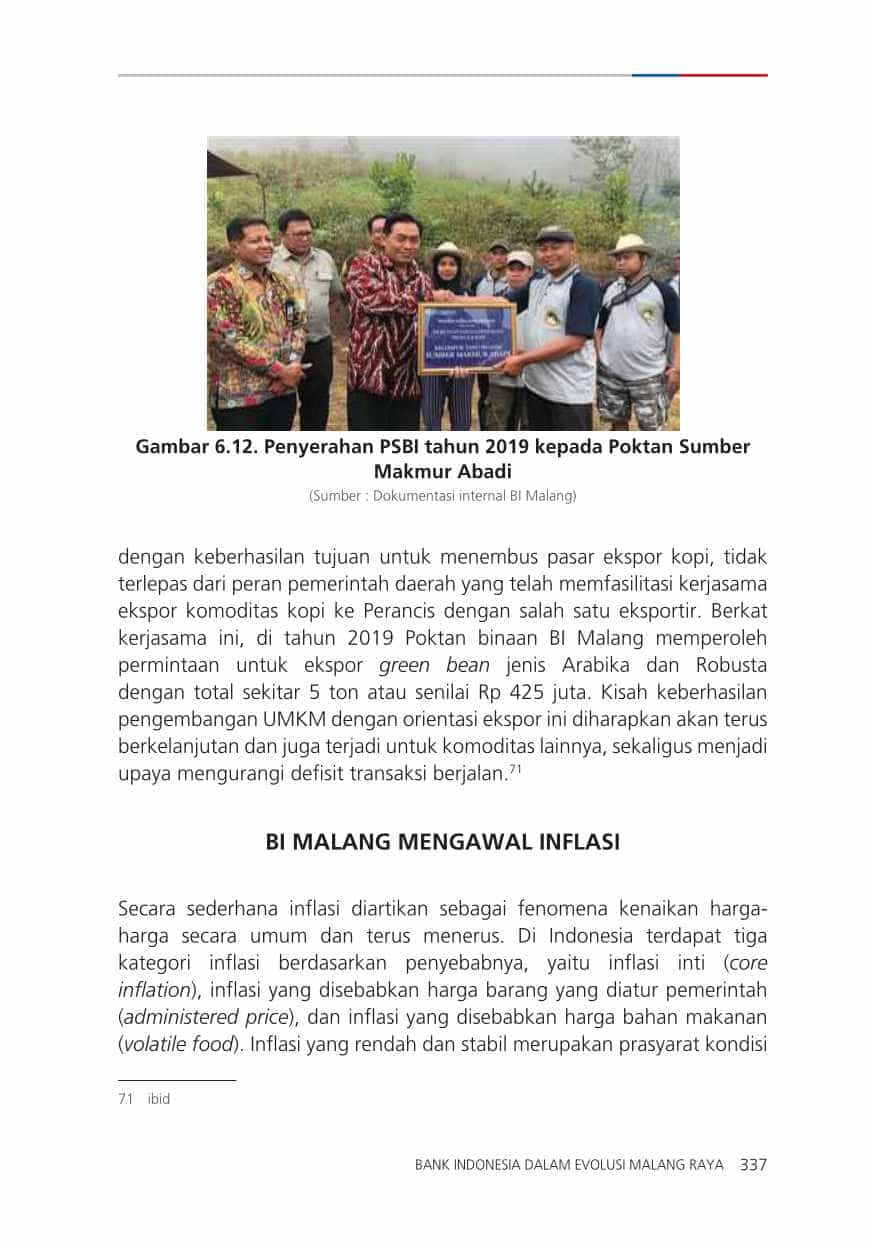 KELOMPOK TANI
SUMBER MAKMUR ABADI
Gambar 6.12. Penyerahan PSBI tahun 2019 kepada Poktan Sumber
Makmur Abadi
(Sumber : Dokumentasi internal BI Malang)
dengan keberhasilan tujuan untuk menembus pasar ekspor kopi, tidak
terlepas dari peran pemerintah daerah yang telah memfasilitasi kerjasama
ekspor komoditas kopi ke Perancis dengan salah satu eksportir. Berkat
kerjasama ini, di tahun 2019 Poktan binaan BI Malang memperoleh
permintaan untuk ekspor green bean jenis Arabika dan Robusta
dengan total sekitar 5 ton atau senilai Rp 425 juta. Kisah keberhasilan
pengembangan UMKM dengan orientasi ekspor ini diharapkan akan terus
berkelanjutan dan juga terjadi untuk komoditas lainnya, sekaligus menjadi
upaya mengurangi defisit transaksi berjalan.71
BI MALANG MENGAWAL INFLASI
Secara sederhana inflasi diartikan sebagai fenomena kenaikan harga-
harga secara umum dan terus menerus. Di Indonesia terdapat tiga
kategori inflasi berdasarkan penyebabnya, yaitu inflasi inti (core
inflation), inflasi yang disebabkan harga barang yang diatur pemerintah
(administered price), dan inflasi yang disebabkan harga bahan makanan
(volatile food). Inflasi yang rendah dan stabil merupakan prasyarat kondisi
71 ibid
BANK INDONESIA DALAM EVOLUSI MALANG RAYA 337